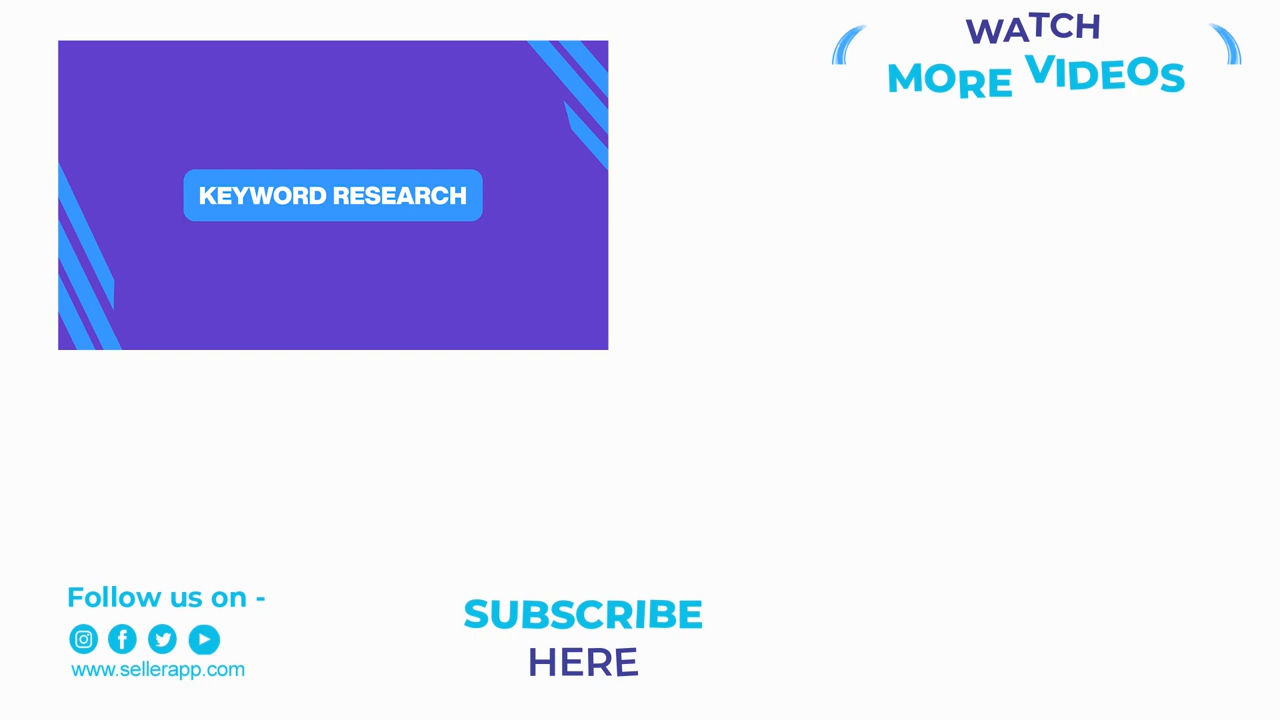 WATCH
MORE VIDEOS
KEYWORD RESEARCH
Follow us on -
www.sellerapp.com
SUBSCRIBE
HERE